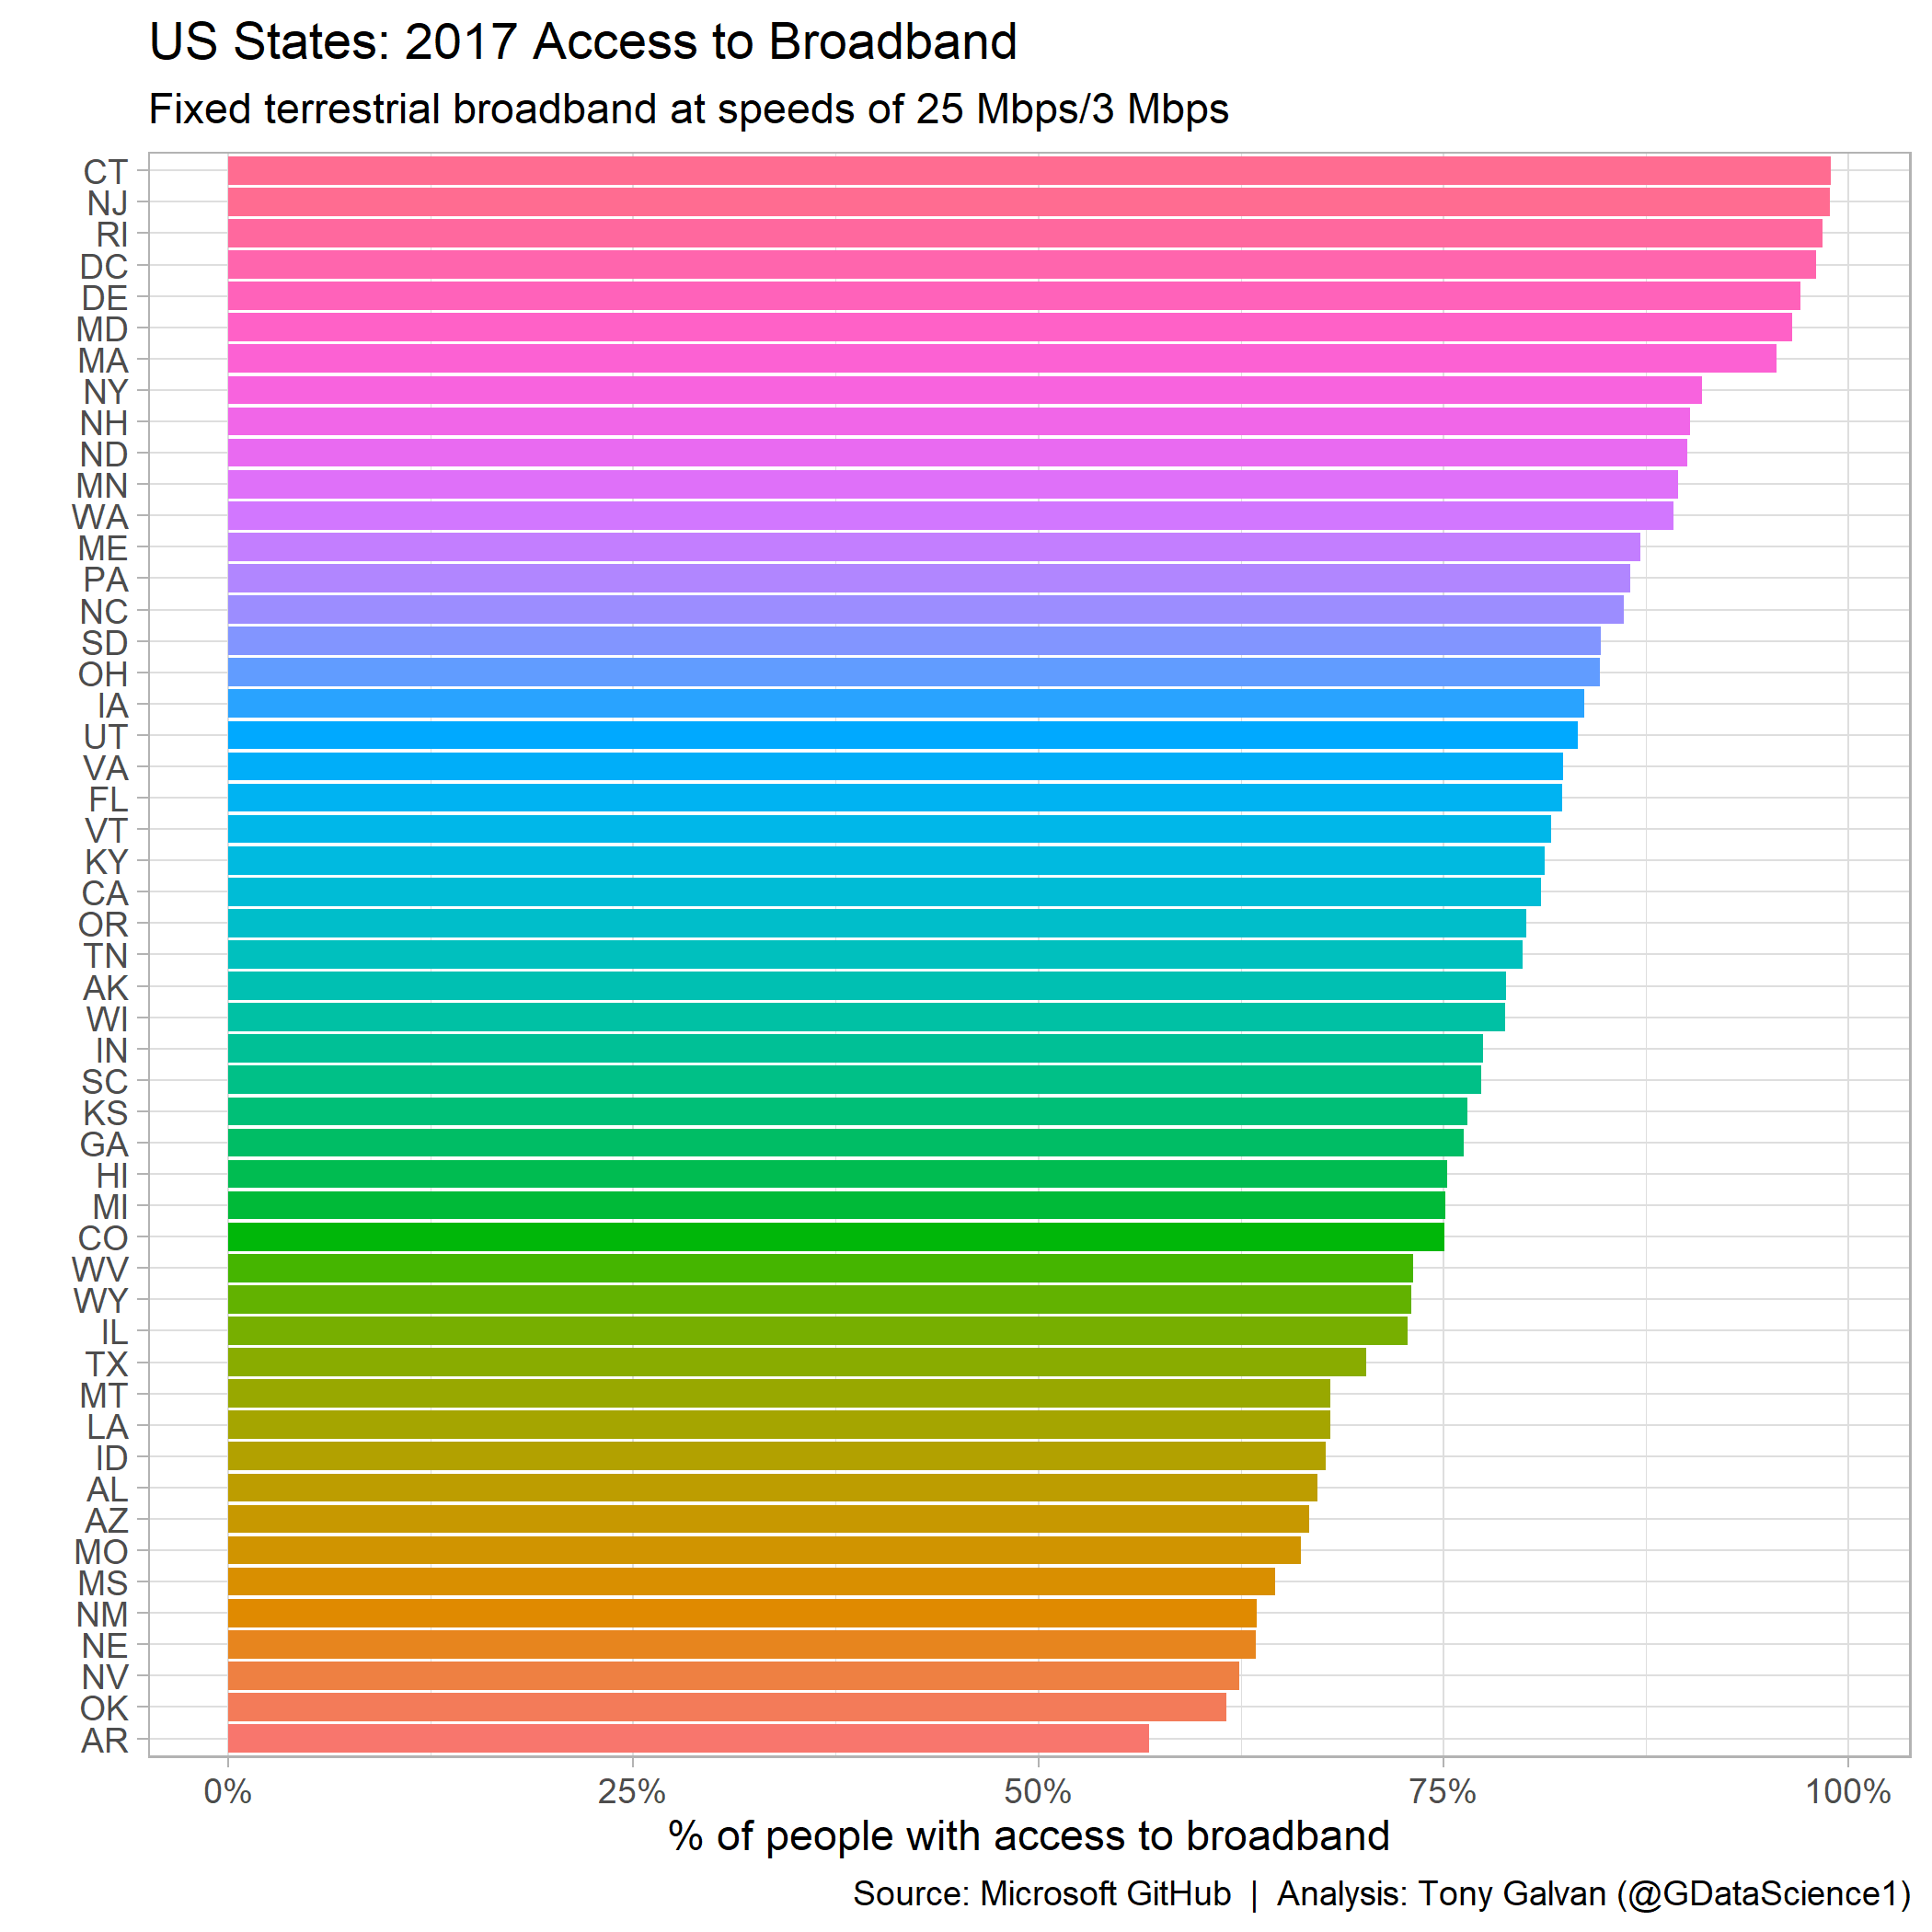 US States: 2017 Access to Broadband
Fixed terrestrial broadband at speeds of 25 Mbps/3 Mbps
CT
NJ
RI
DC
DE
MD
MA
NY
NH
ND
MN
WA
ME
PA
NC
SD
OH
IA
UT
VA
FL
VT
KY
CA
OR
TN
AK
WI
IN
SC
KS
GA
HI
MI
CO
WV
WY
IL
TX
MT
LA
ID
AL
AZ
MO
MS
NM
NE
NV
OK
AR
0% 25% 50% 75% 100%
% of people with access to broadband
Source: Microsoft GitHub | Analysis: Tony Galvan (@GDataScience1)